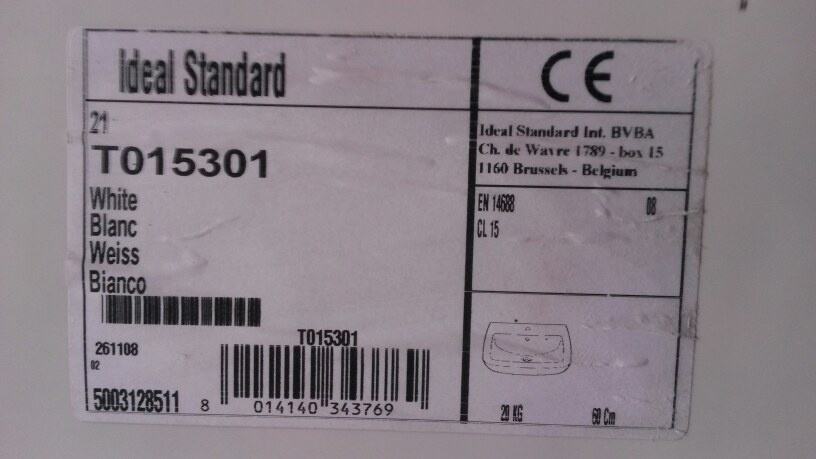 Ideal Standard
CE
21
T015301
White
Blanc
Weiss
Bianco
261108
02
5003128511
T015301
8 014140 343769
Ideal Standard Int. BVBA
Ch. de Wavre 1789 - box 15
1160 Brussels - Belgium
EN 14688 08
CL 15
20 KG 60 Cm